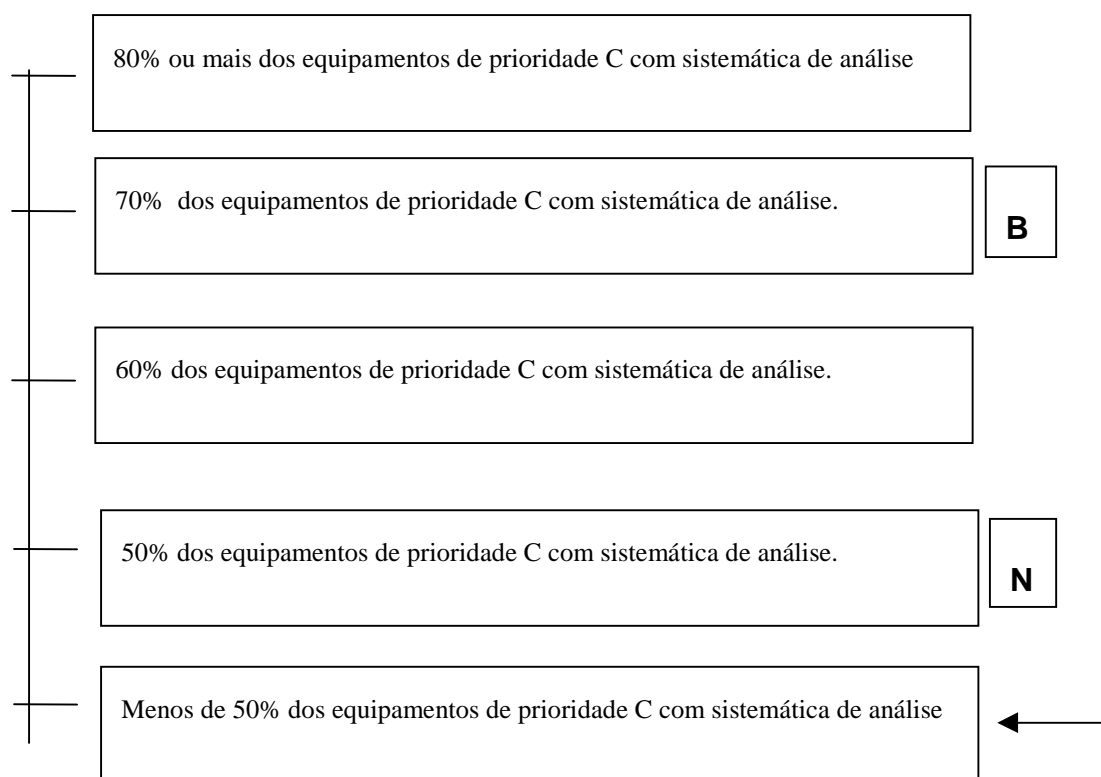 80% ou mais dos equipamentos de prioridade C com sistemática de análise
70% dos equipamentos de prioridade C com sistemática de análise.
B
60% dos equipamentos de prioridade C com sistemática de análise.
50% dos equipamentos de prioridade C com sistemática de análise.
N
Menos de 50% dos equipamentos de prioridade C com sistemática de análise